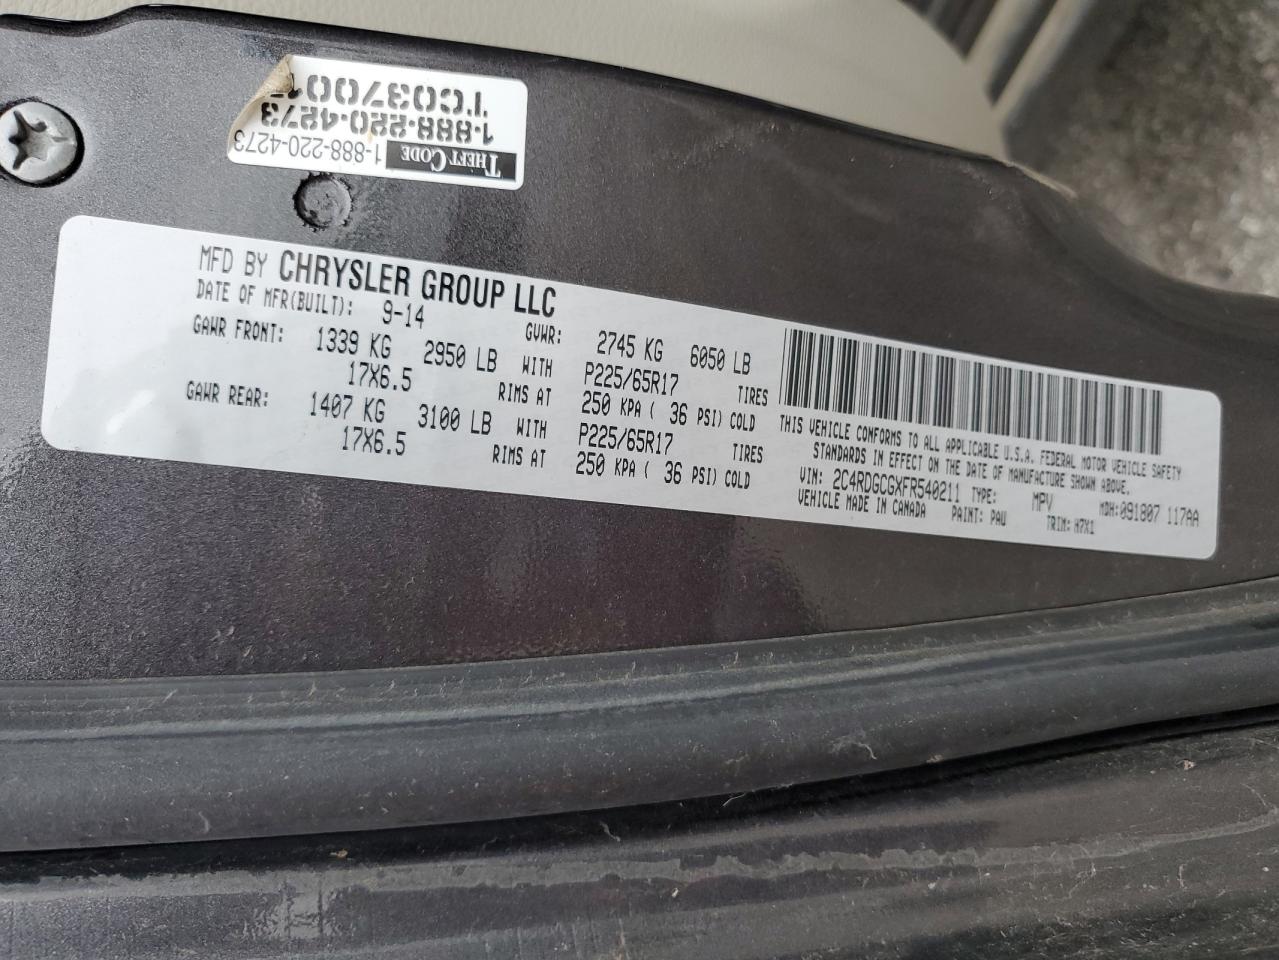 THEFT CODE 1-888-220-4273
1-888-220-4273
TC03700
MFD BY CHRYSLER GROUP LLC
DATE OF MFR(BUILT): 9-14 GVWR: 2745 KG 6050 LB
GAWR FRONT: 1339 KG 2950 LB WITH P225/65R17 TIRES
17X6.5 RIMS AT 250 KPA ( 36 PSI) COLD
GAWR REAR: 1407 KG 3100 LB WITH P225/65R17 TIRES
17X6.5 RIMS AT 250 KPA ( 36 PSI) COLD
THIS VEHICLE CONFORMS TO ALL APPLICABLE U.S.A. FEDERAL MOTOR VEHICLE SAFETY
STANDARDS IN EFFECT ON THE DATE OF MANUFACTURE SHOWN ABOVE.
VIN: 2C4RDGCGXFR540211 TYPE: MPV MDH:091807 117AA
VEHICLE MADE IN CANADA PAINT: PAU TRIM: H7X1